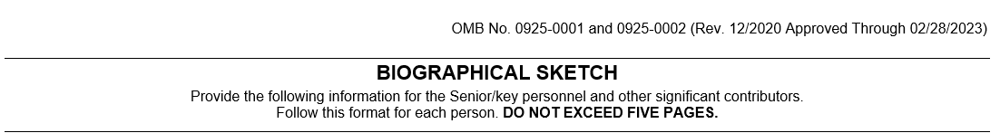 OMB No. 0925-0001 and 0925-0002 (Rev. 12/2020 Approved Through 02/28/2023)
BIOGRAPHICAL SKETCH
Provide the following information for the Senior/key personnel and other significant contributors.
Follow this format for each person. DO NOT EXCEED FIVE PAGES.